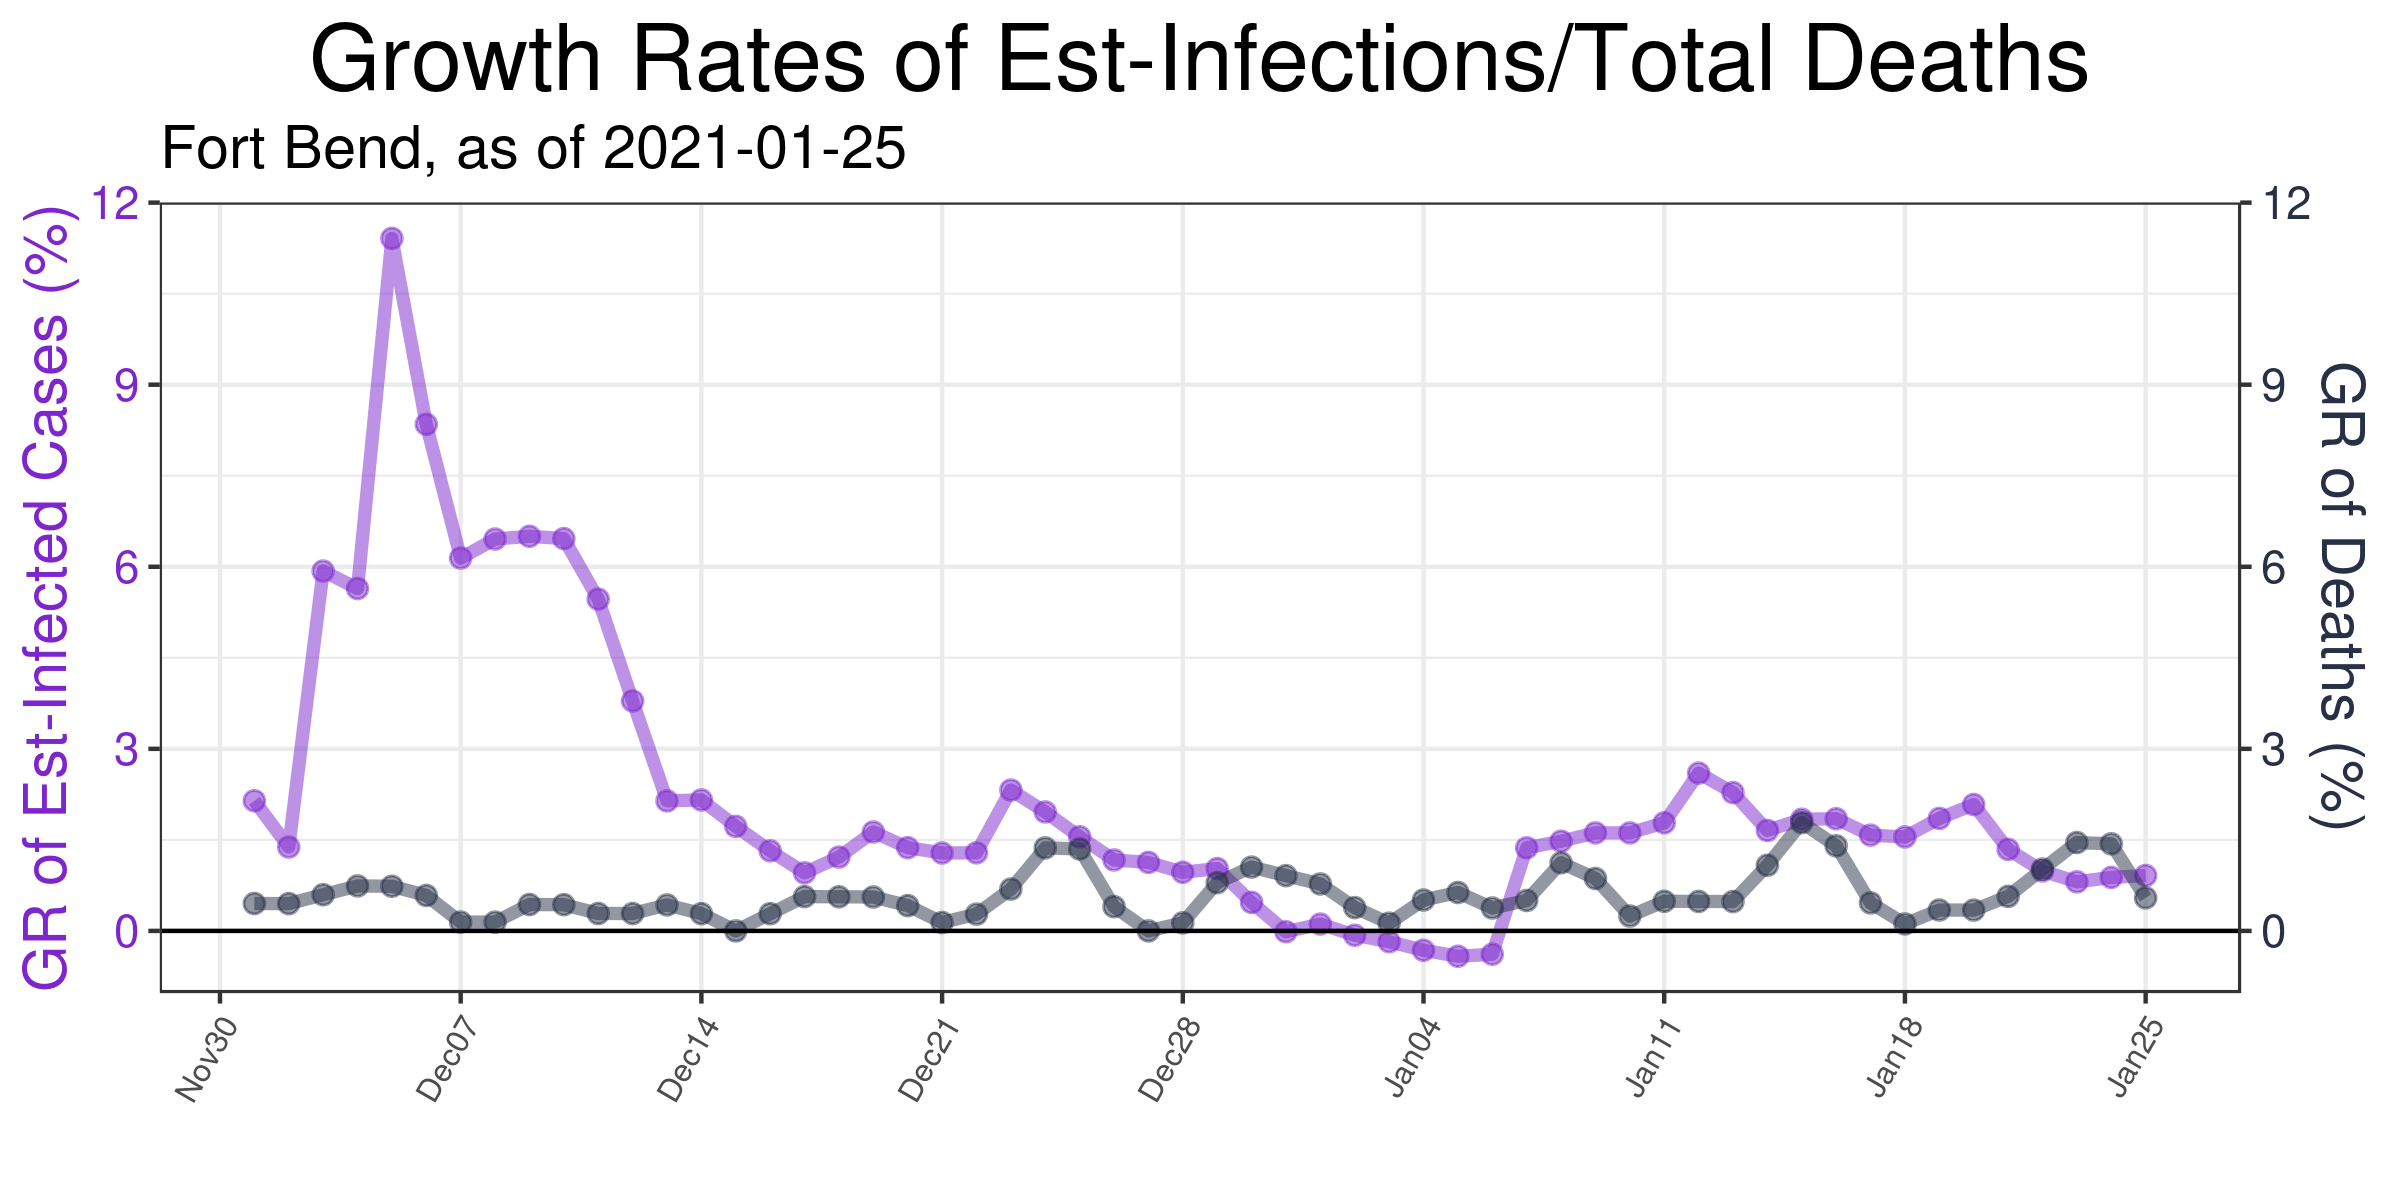 Growth Rates of Est-Infections/Total Deaths
Fort Bend, as of 2021-01-25
GR of Est-Infected Cases (%)
12
9
6
3
0
12
9
6
3
0
GR of Deaths (%)
Nov30
Dec07
Dec14
Dec21
Dec28
Jan04
Jan11
Jan18
Jan25